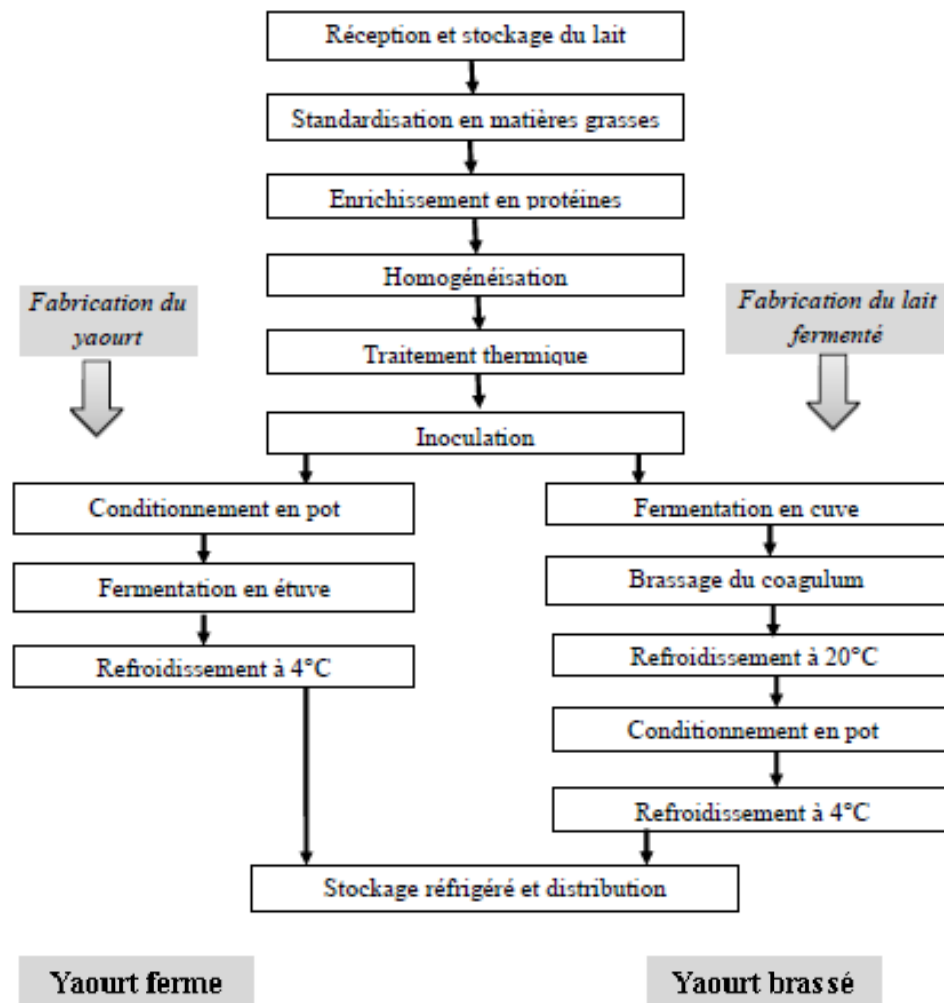 Réception et stockage du lait
Standardisation en matières grasses
Enrichissement en protéines
Homogénéisation
Fabrication du
yaourt
Fabrication du lait
fermenté
Traitement thermique
Inoculation
Conditionnement en pot
Fermentation en étuve
Refroidissement à 4°C
Fermentation en cuve
Brassage du coagulum
Refroidissement à 20°C
Conditionnement en pot
Refroidissement à 4°C
Stockage réfrigéré et distribution
Yaourt ferme
Yaourt brassé